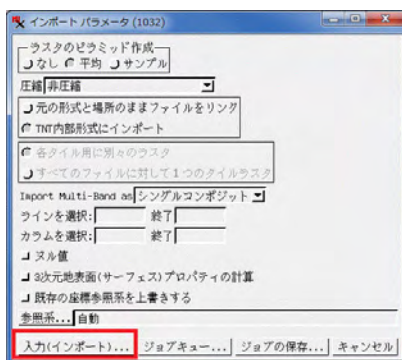 インポート パラメータ (1032)
ラスタのピラミッド作成
なし 平均 サンプル
圧縮 非圧縮
元の形式と場所のままファイルをリンク
TNT内部形式にインポート
各タイル用に別々のラスタ
すべてのファイルに対して1つのタイルラスタ
Import Multi-Band as シングルコンポジット
ラインを選択: 終了
カラムを選択: 終了
ヌル値
3次元地表面(サーフェス)プロパティの計算
既存の座標参照系を上書きする
参照系... 自動
入力(インポート)... ジョブキュー... ジョブの保存... キャンセル